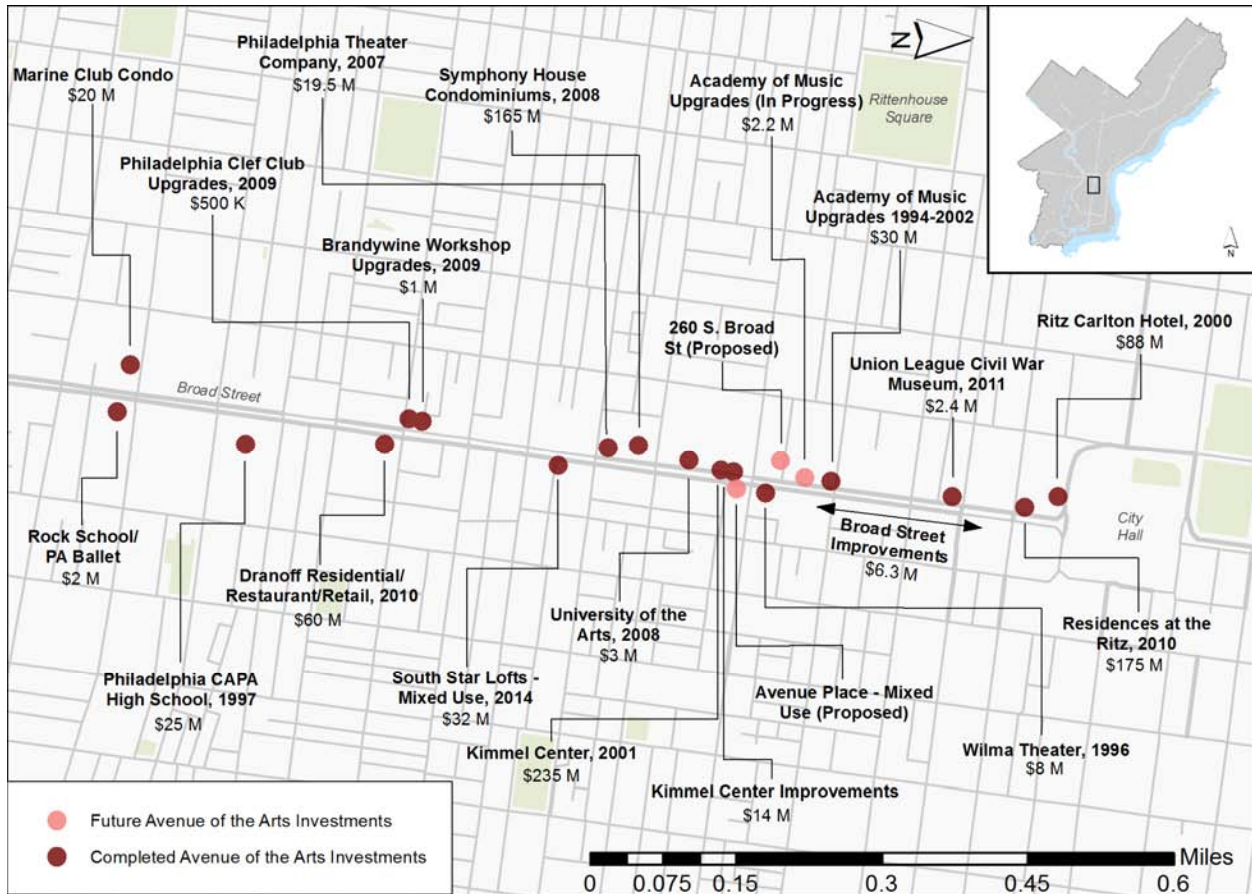 Marine Club Condo
$20 M
Philadelphia Theater
Company, 2007
$19.5 M
Symphony House
Condominiums, 2008
$165 M
Academy of Music
Upgrades (In Progress)
$2.2 M
N
Rittenhouse
Square
Philadelphia Clef Club
Upgrades, 2009
$500 K
Brandywine Workshop
Upgrades, 2009
$1 M
Academy of Music
Upgrades 1994-2002
$30 M
N
260 S. Broad
St (Proposed)
Union League Civil War
Museum, 2011
$2.4 M
Ritz Carlton Hotel, 2000
$88 M
Broad Street
Rock School/
PA Ballet
$2 M
Philadelphia CAPA
High School, 1997
$25 M
Dranoff Residential/
Restaurant/Retail, 2010
$60 M
South Star Lofts -
Mixed Use, 2014
$32 M
University of the
Arts, 2008
$3 M
Broad Street
Improvements
$6.3 M
City
Hall
Residences at the
Ritz, 2010
$175 M
Avenue Place - Mixed
Use (Proposed)
Kimmel Center, 2001
$235 M
Kimmel Center Improvements
$14 M
Wilma Theater, 1996
$8 M
Future Avenue of the Arts Investments
Completed Avenue of the Arts Investments
Miles
0 0.075 0.15 0.3 0.45 0.6